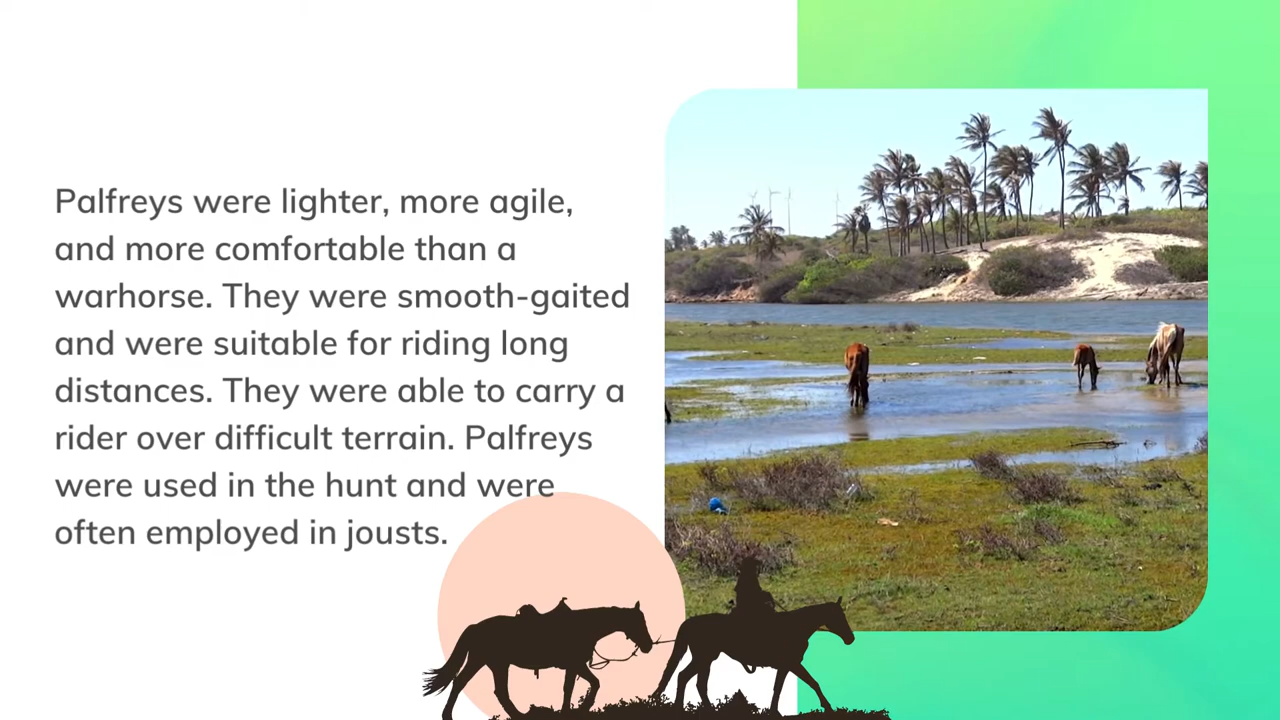 Palfreys were lighter, more agile,
and more comfortable than a
warhorse. They were smooth-gaited
and were suitable for riding long
distances. They were able to carry a
rider over difficult terrain. Palfreys
were used in the hunt and were
often employed in jousts.